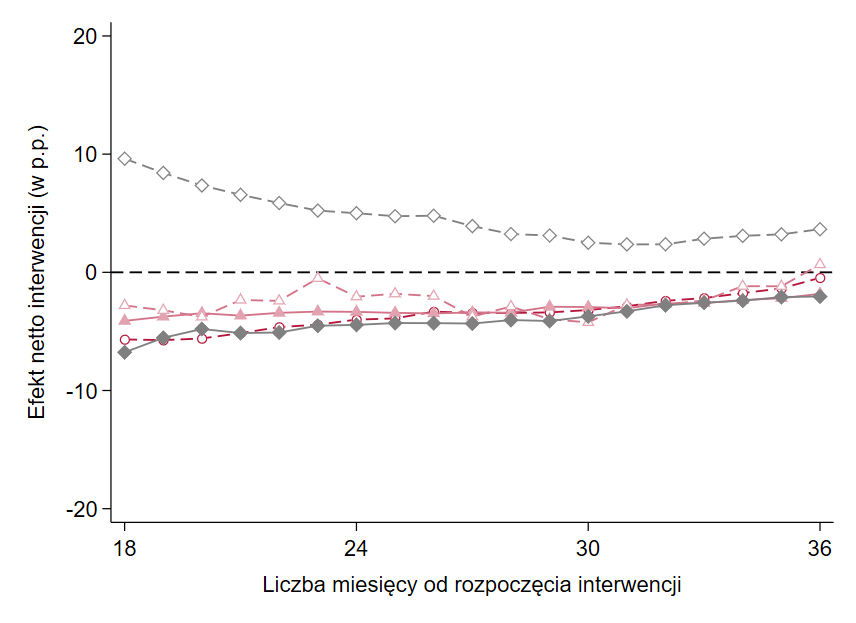 Efekt netto interwencji (w p.p.)
20
10
0
-10
-20
18 24 30 36
Liczba miesięcy od rozpoczęcia interwencji